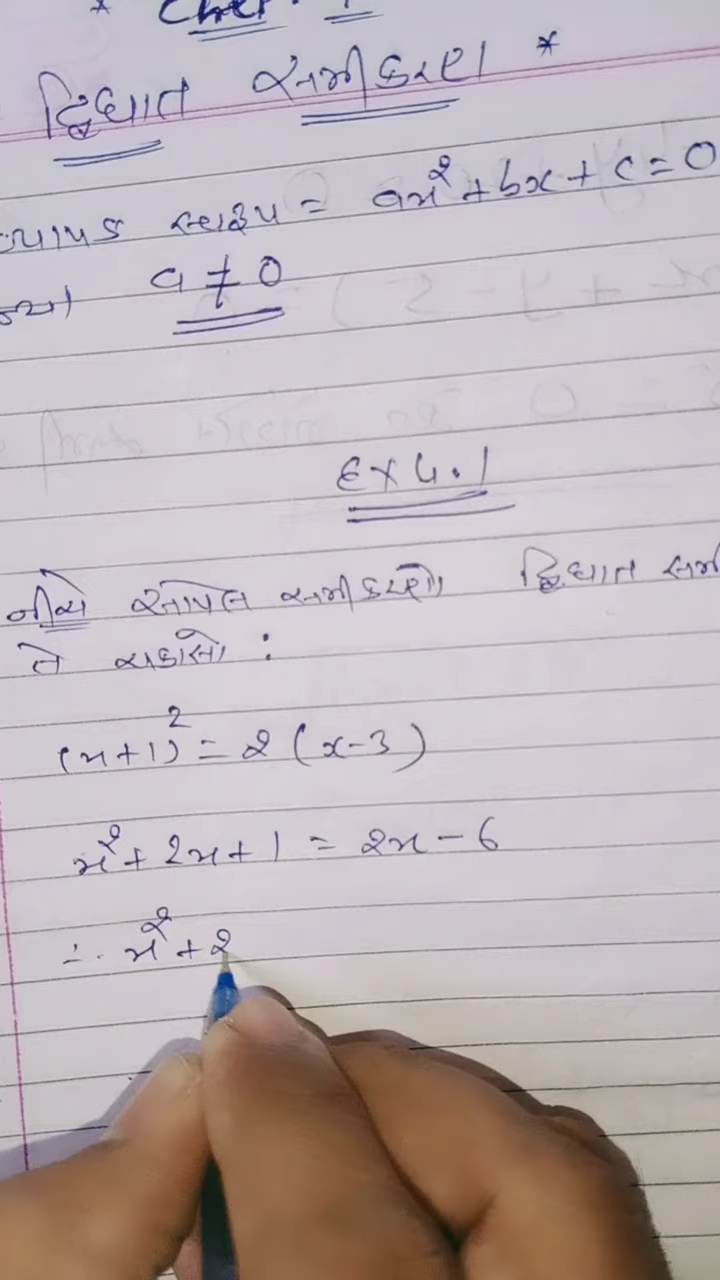 * *
દ્વિઘાત સમીકરણ *
વ્યાપક સ્વરૂપ = ax² + bx + c = 0
a ≠ 0
Ex 4.1
નીચે આપેલ સમીકરણો દ્વિઘાત સમી
તે ચકાસો :
(x+1)² = 2 (x-3)
x² + 2x + 1 = 2x - 6
∴ x² + 2